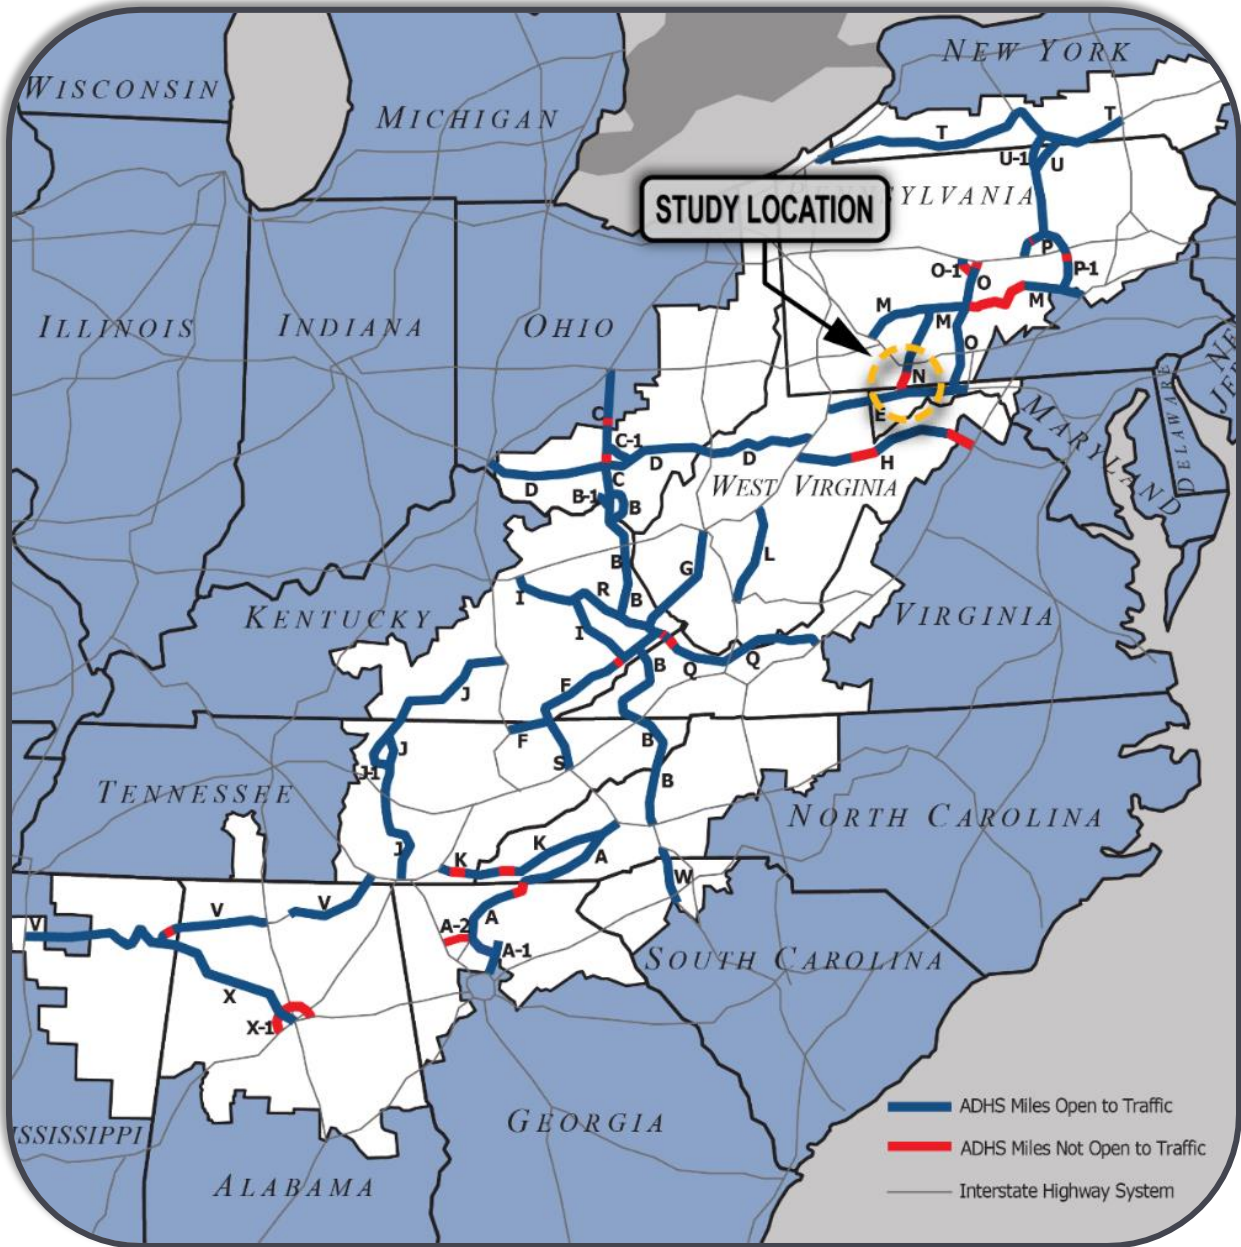 NEW YORK
WISCONSIN
MICHIGAN
T
T
U-1
U
SYLVANIA
STUDY LOCATION
P
O-1
P-1
O
M
M
M
ILLINOIS
INDIANA
OHIO
O
N
E
DELAWARE
MARYLAND
C
C-1
D
D
H
D
C
WEST VIRGINIA
B-1
B
L
B
G
I
R
B
KENTUCKY
VIRGINIA
I
B
Q
Q
F
J
F
B
J
S
J-1
B
TENNESSEE
NORTH CAROLINA
J
K
A
K
W
V
V
V
A
A-2
A-1
SOUTH CAROLINA
X
X-1
ADHS Miles Open to Traffic
GEORGIA
ISSISSIPPI
ADHS Miles Not Open to Traffic
ALABAMA
Interstate Highway System